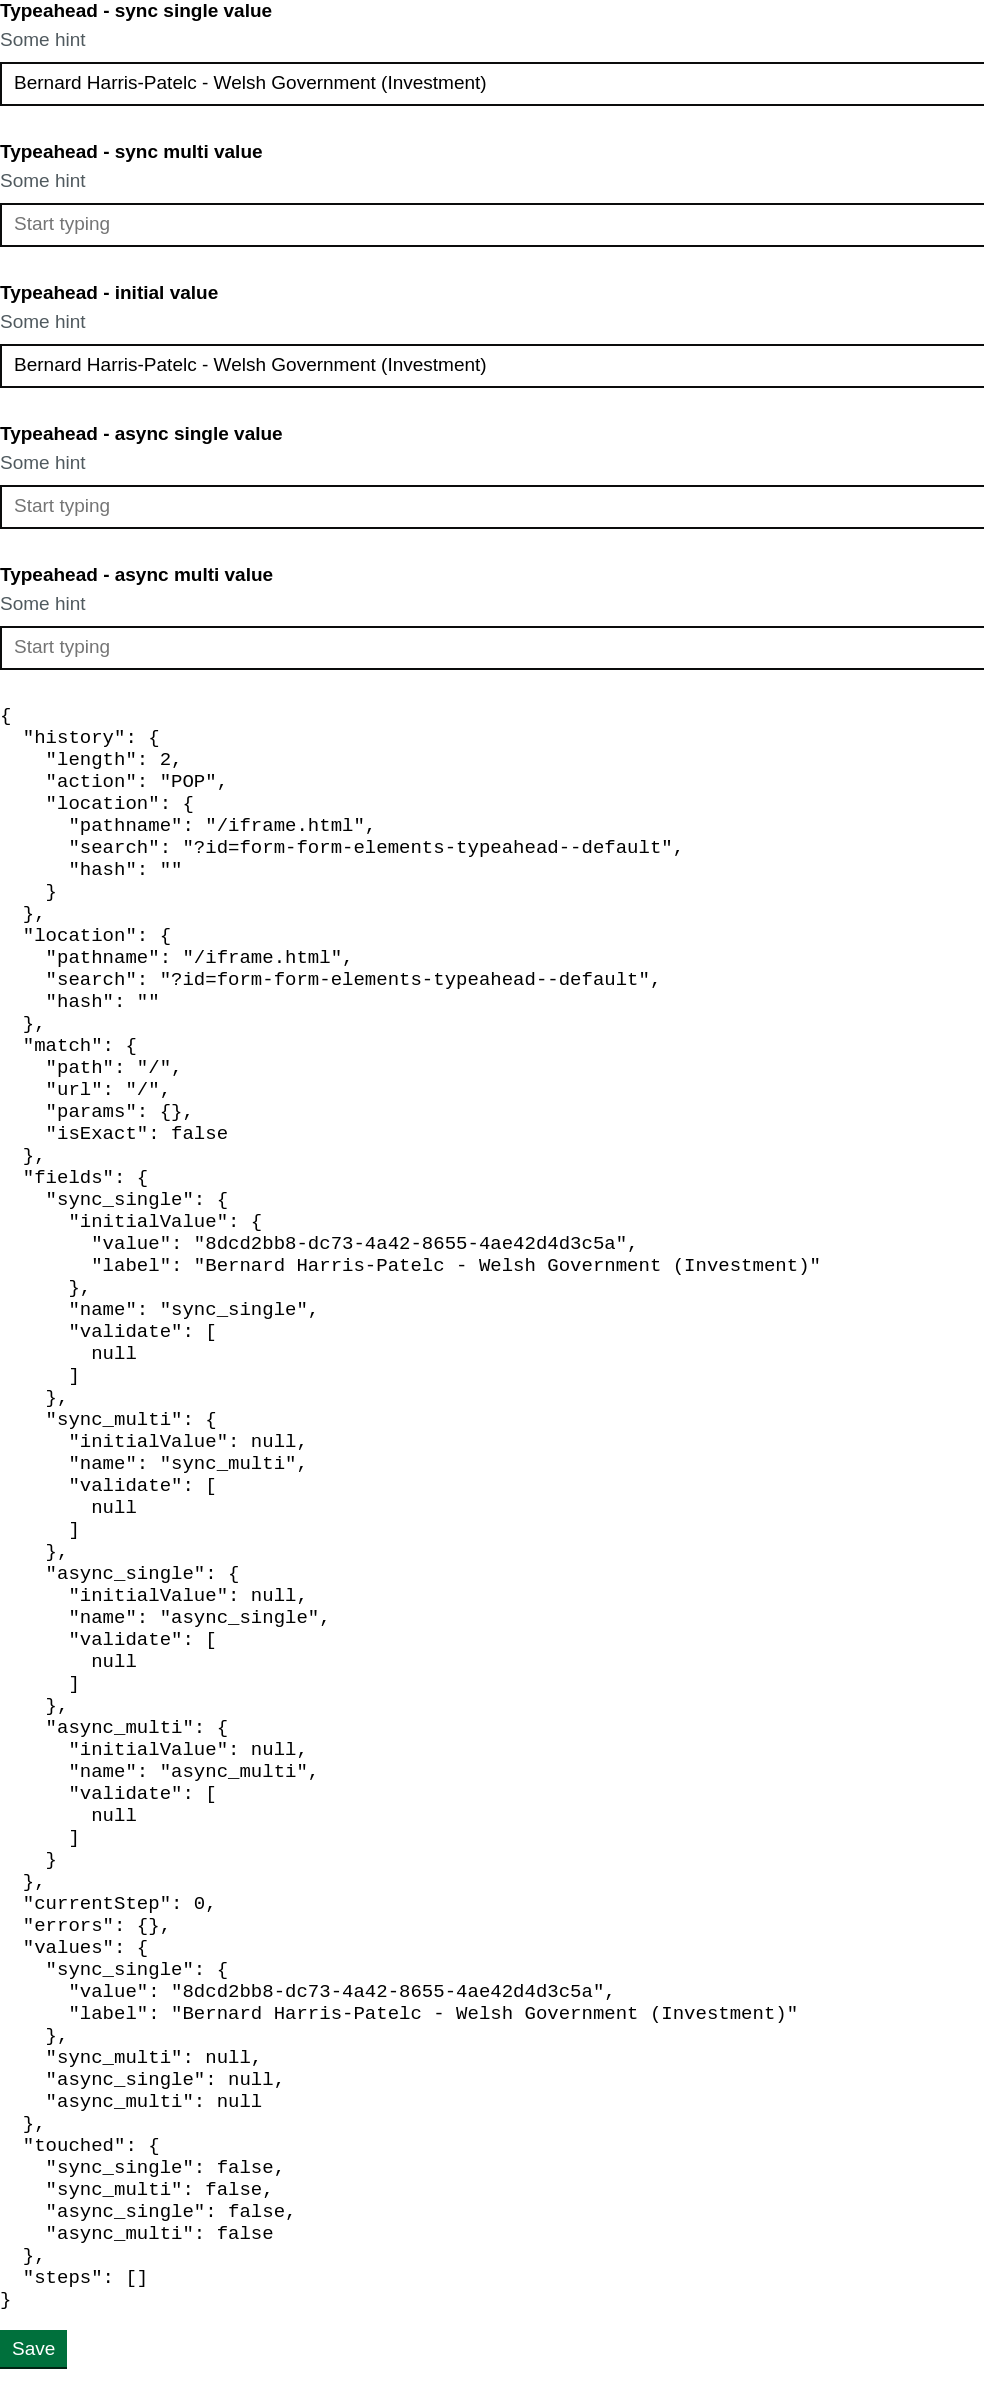 Typeahead - sync single value
Some hint
Bernard Harris-Patelc - Welsh Government (Investment)
Typeahead - sync multi value
Some hint
Start typing
Typeahead - initial value
Some hint
Bernard Harris-Patelc - Welsh Government (Investment)
Typeahead - async single value
Some hint
Start typing
Typeahead - async multi value
Some hint
Start typing
{
  "history": {
    "length": 2,
    "action": "POP",
    "location": {
      "pathname": "/iframe.html",
      "search": "?id=form-form-elements-typeahead--default",
      "hash": ""
    }
  },
  "location": {
    "pathname": "/iframe.html",
    "search": "?id=form-form-elements-typeahead--default",
    "hash": ""
  },
  "match": {
    "path": "/",
    "url": "/",
    "params": {},
    "isExact": false
  },
  "fields": {
    "sync_single": {
      "initialValue": {
        "value": "8dcd2bb8-dc73-4a42-8655-4ae42d4d3c5a",
        "label": "Bernard Harris-Patelc - Welsh Government (Investment)"
      },
      "name": "sync_single",
      "validate": [
        null
      ]
    },
    "sync_multi": {
      "initialValue": null,
      "name": "sync_multi",
      "validate": [
        null
      ]
    },
    "async_single": {
      "initialValue": null,
      "name": "async_single",
      "validate": [
        null
      ]
    },
    "async_multi": {
      "initialValue": null,
      "name": "async_multi",
      "validate": [
        null
      ]
    }
  },
  "currentStep": 0,
  "errors": {},
  "values": {
    "sync_single": {
      "value": "8dcd2bb8-dc73-4a42-8655-4ae42d4d3c5a",
      "label": "Bernard Harris-Patelc - Welsh Government (Investment)"
    },
    "sync_multi": null,
    "async_single": null,
    "async_multi": null
  },
  "touched": {
    "sync_single": false,
    "sync_multi": false,
    "async_single": false,
    "async_multi": false
  },
  "steps": []
}
Save